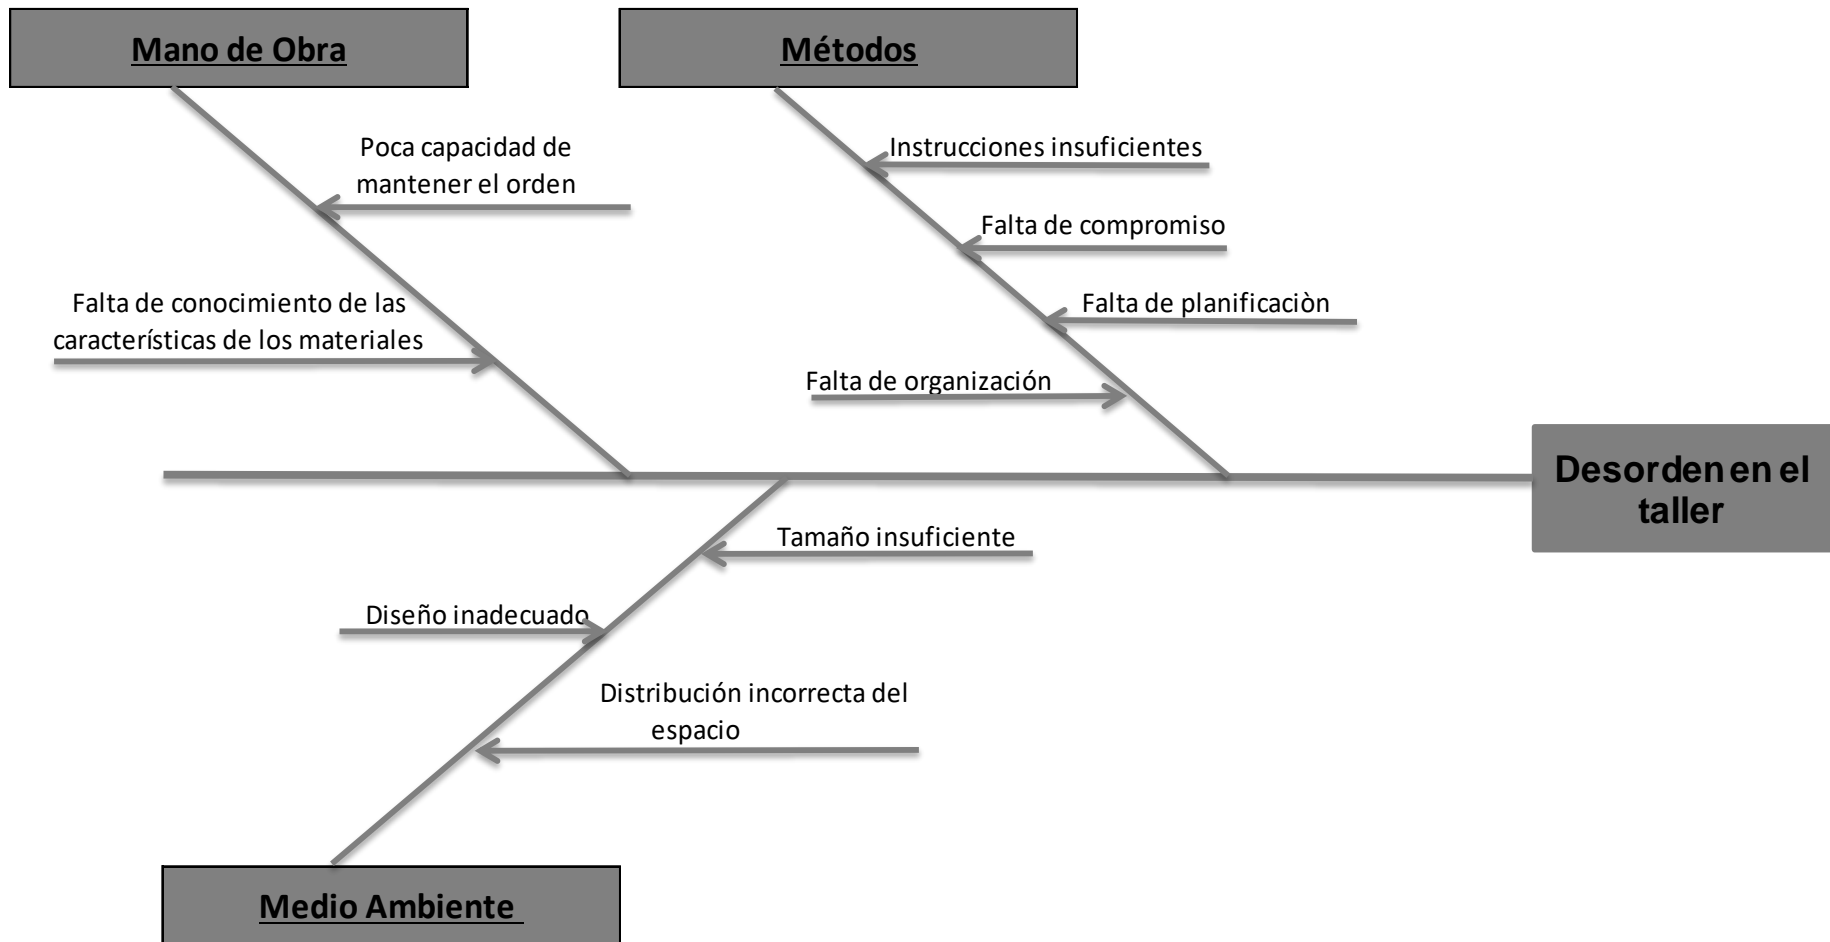 Mano de Obra
Métodos
Poca capacidad de
mantener el orden
Falta de conocimiento de las
características de los materiales
Instrucciones insuficientes
Falta de compromiso
Falta de planificaciòn
Falta de organización
Desorden en el
taller
Tamaño insuficiente
Diseño inadecuado
Distribución incorrecta del
espacio
Medio Ambiente